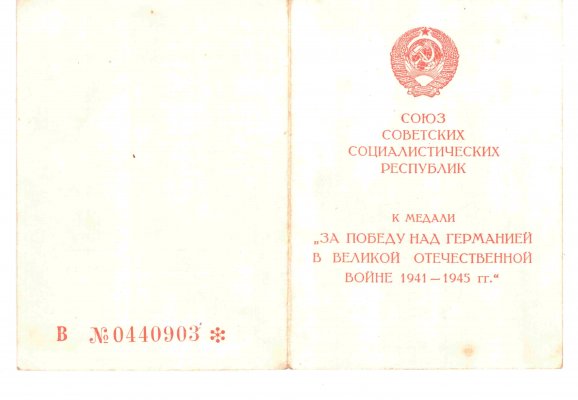 В №0440903 *
СОЮЗ
СОВЕТСКИХ
СОЦИАЛИСТИЧЕСКИХ
РЕСПУБЛИК
К МЕДАЛИ
„ЗА ПОБЕДУ НАД ГЕРМАНИЕЙ
В ВЕЛИКОЙ ОТЕЧЕСТВЕННОЙ
ВОЙНЕ 1941—1945 гг.“